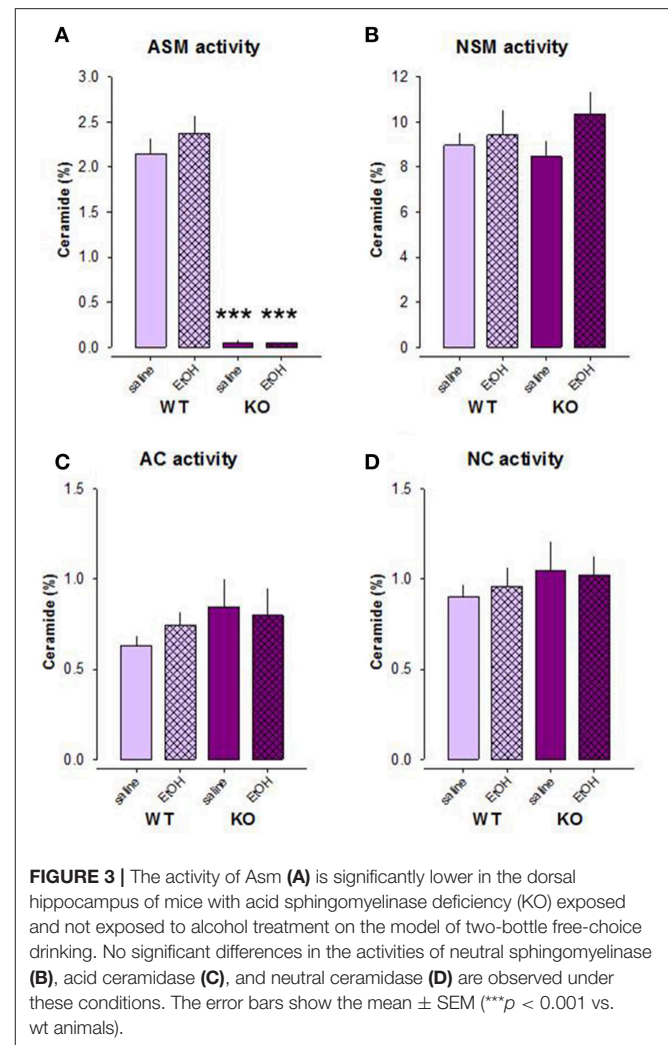 A
ASM activity
Ceramide (%)
3.0
2.5
2.0
1.5
1.0
0.5
0.0
*** ***
saline EtOH saline EtOH
WT KO
B
NSM activity
Ceramide (%)
12
10
8
6
4
2
0
saline EtOH saline EtOH
WT KO
C
AC activity
Ceramide (%)
1.5
1.0
0.5
0.0
saline EtOH saline EtOH
WT KO
D
NC activity
Ceramide (%)
1.5
1.0
0.5
0.0
saline EtOH saline EtOH
WT KO
FIGURE 3 | The activity of Asm (A) is significantly lower in the dorsal
hippocampus of mice with acid sphingomyelinase deficiency (KO) exposed
and not exposed to alcohol treatment on the model of two-bottle free-choice
drinking. No significant differences in the activities of neutral sphingomyelinase
(B), acid ceramidase (C), and neutral ceramidase (D) are observed under
these conditions. The error bars show the mean ± SEM (***p < 0.001 vs.
wt animals).